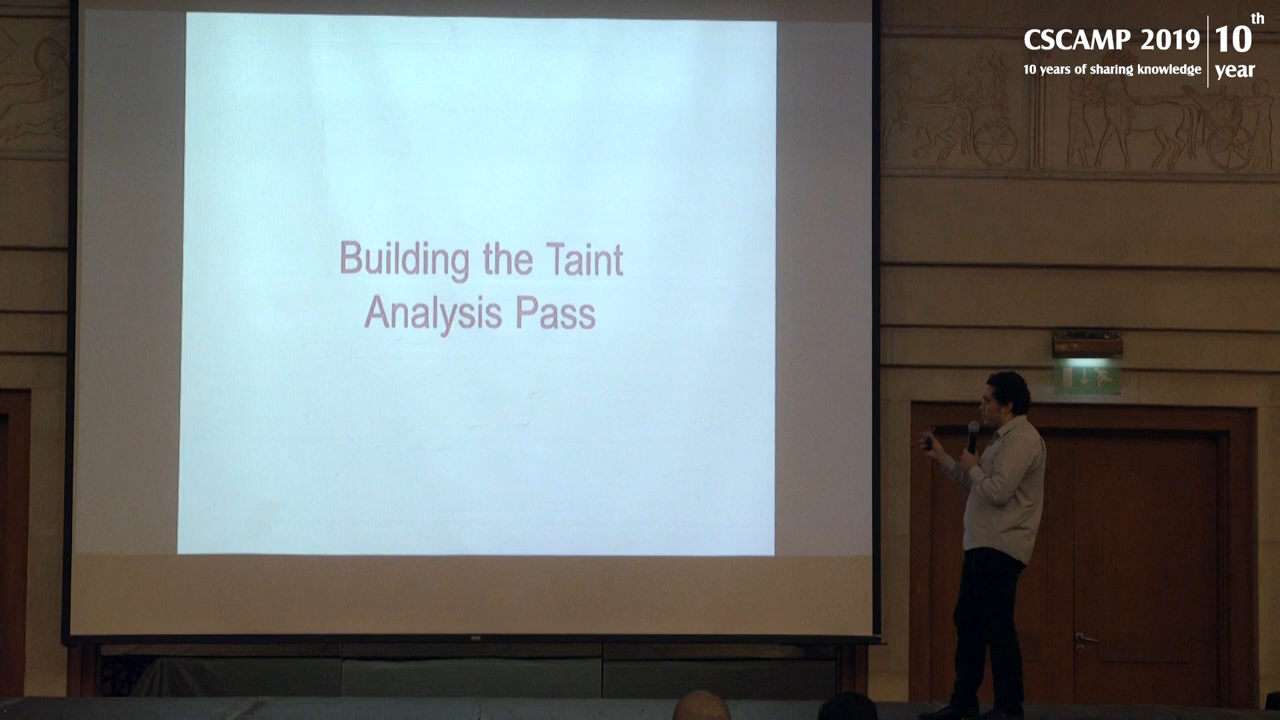 Building the Taint
Analysis Pass
CSCAMP 2019
10 years of sharing knowledge
10th
year